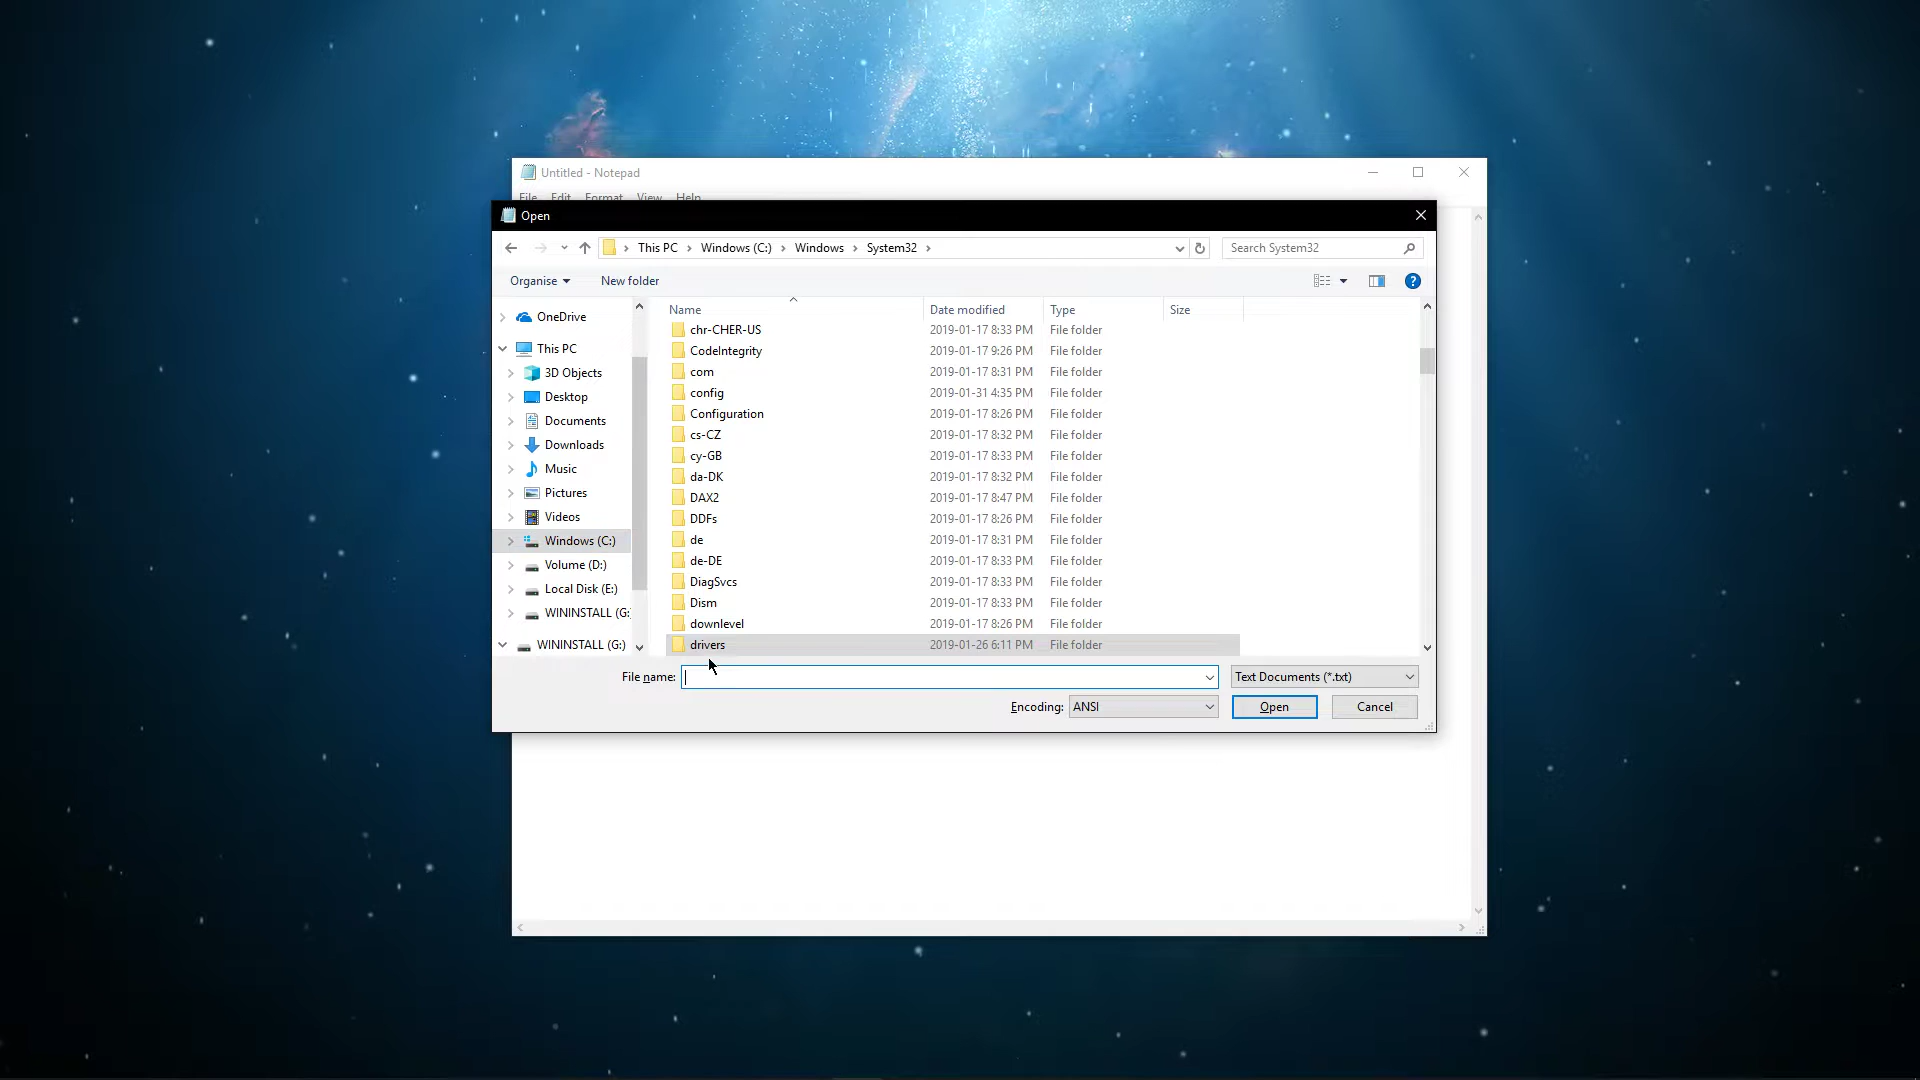 Untitled - Notepad
File Edit Format View Help
Open
This PC Windows (C:) Windows System32
Search System32
Organise New folder
Name Date modified Type Size
OneDrive
This PC
3D Objects
Desktop
Documents
Downloads
Music
Pictures
Videos
Windows (C:)
Volume (D:)
Local Disk (E:)
WININSTALL (G:
WININSTALL (G:)
chr-CHER-US 2019-01-17 8:33 PM File folder
CodeIntegrity 2019-01-17 9:26 PM File folder
com 2019-01-17 8:31 PM File folder
config 2019-01-31 4:35 PM File folder
Configuration 2019-01-17 8:26 PM File folder
cs-CZ 2019-01-17 8:32 PM File folder
cy-GB 2019-01-17 8:33 PM File folder
da-DK 2019-01-17 8:32 PM File folder
DAX2 2019-01-17 8:47 PM File folder
DDFs 2019-01-17 8:26 PM File folder
de 2019-01-17 8:31 PM File folder
de-DE 2019-01-17 8:33 PM File folder
DiagSvcs 2019-01-17 8:33 PM File folder
Dism 2019-01-17 8:33 PM File folder
downlevel 2019-01-17 8:26 PM File folder
drivers 2019-01-26 6:11 PM File folder
File name: Text Documents (*.txt)
Encoding: ANSI Open Cancel